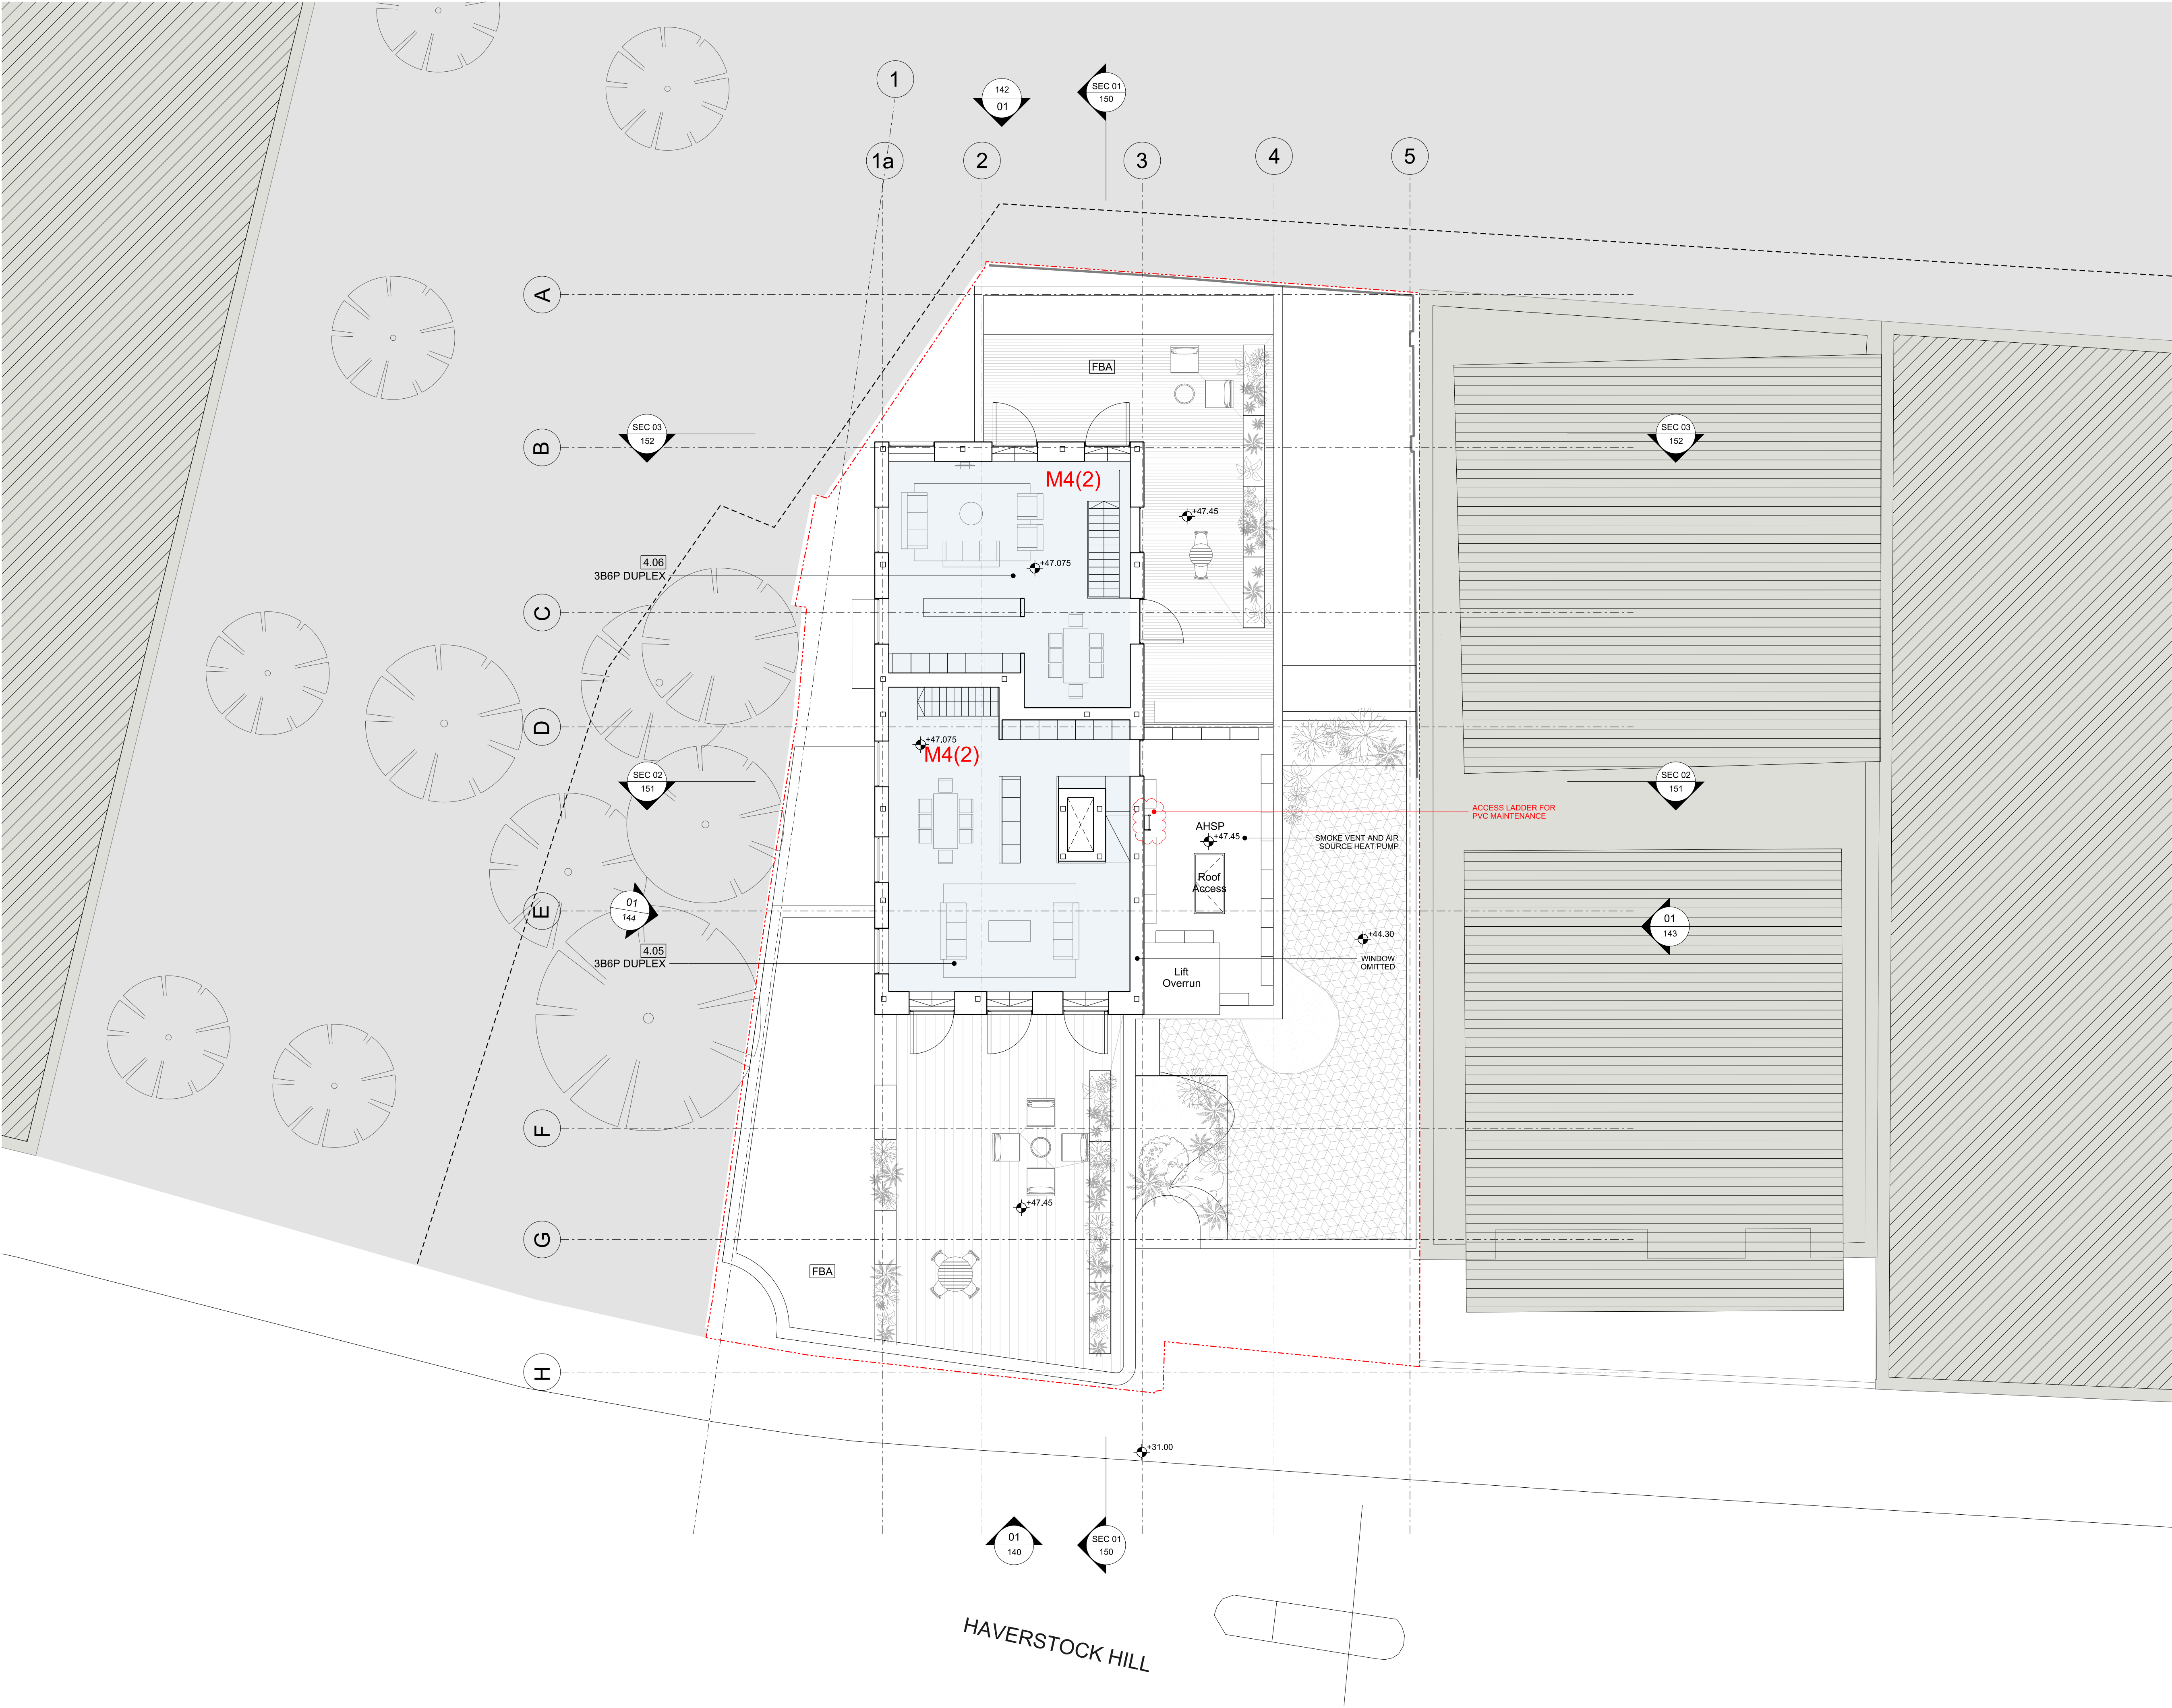 1
142
01
SEC 01
150
1a
2
3
4
5
A
FBA
SEC 03
152
SEC 03
152
B
M4(2)
+47.45
4.06
3B6P DUPLEX
+47.075
C
D
+47.075
M4(2)
SEC 02
151
SEC 02
151
ACCESS LADDER FOR
PVC MAINTENANCE
AHSP
+47.45
SMOKE VENT AND AIR
SOURCE HEAT PUMP
Roof
Access
01
144
E
01
143
+44.30
4.05
3B6P DUPLEX
WINDOW
OMITTED
Lift
Overrun
F
+47.45
G
FBA
H
+31.00
01
140
SEC 01
150
HAVERSTOCK HILL